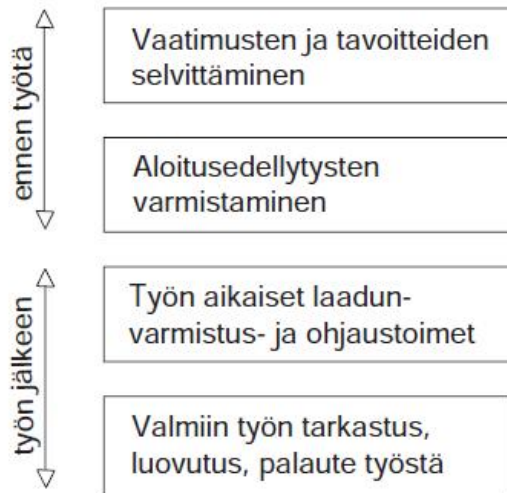 ennen työtä
Vaatimusten ja tavoitteiden
selvittäminen
Aloitusedellytysten
varmistaminen
työn jälkeen
Työn aikaiset laadun-
varmistus- ja ohjaustoimet
Valmiin työn tarkastus,
luovutus, palaute työstä